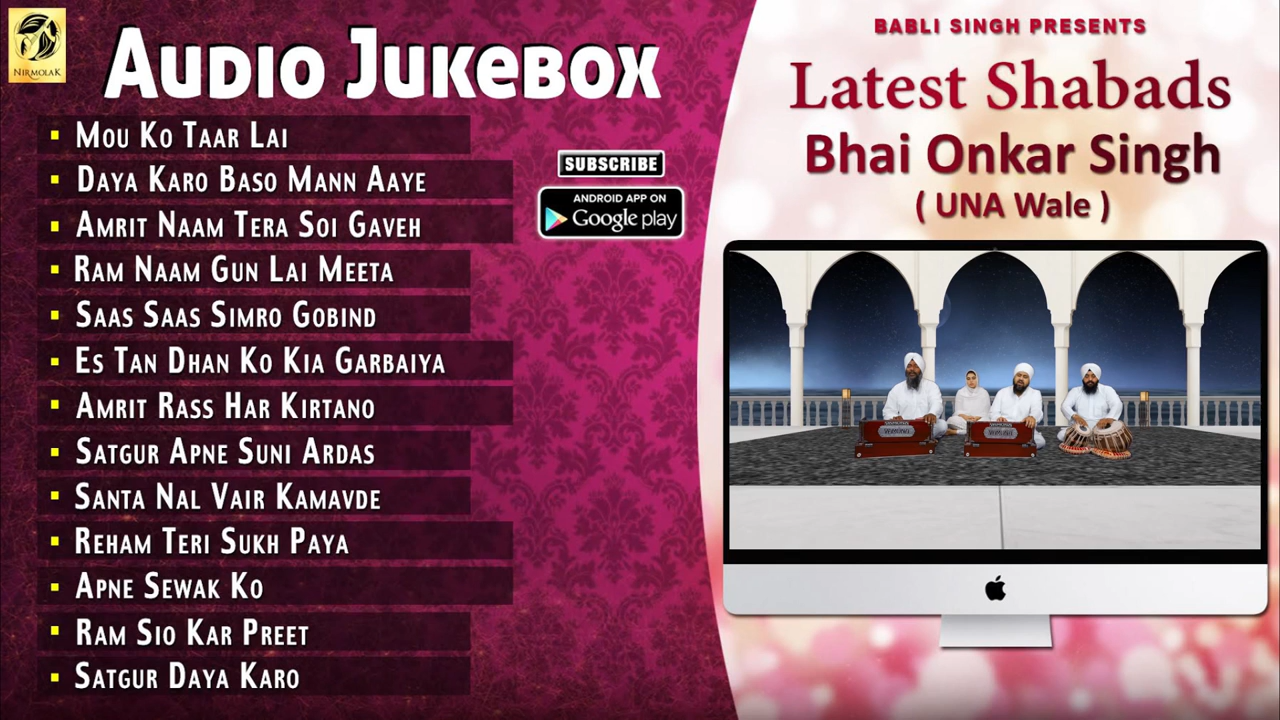 NIRMOLAK
AUDIO JUKEBOX
MOU KO TAAR LAI
DAYA KARO BASO MANN AAYE
AMRIT NAAM TERA SOI GAVEH
RAM NAAM GUN LAI MEETA
SAAS SAAS SIMRO GOBIND
ES TAN DHAN KO KIA GARBAIYA
AMRIT RASS HAR KIRTANO
SATGUR APNE SUNI ARDAS
SANTA NAL VAIR KAMAVDE
REHAM TERI SUKH PAYA
APNE SEWAK KO
RAM SIO KAR PREET
SATGUR DAYA KARO
SUBSCRIBE
ANDROID APP ON
Google play
BABLI SINGH PRESENTS
Latest Shabads
Bhai Onkar Singh
( UNA Wale )